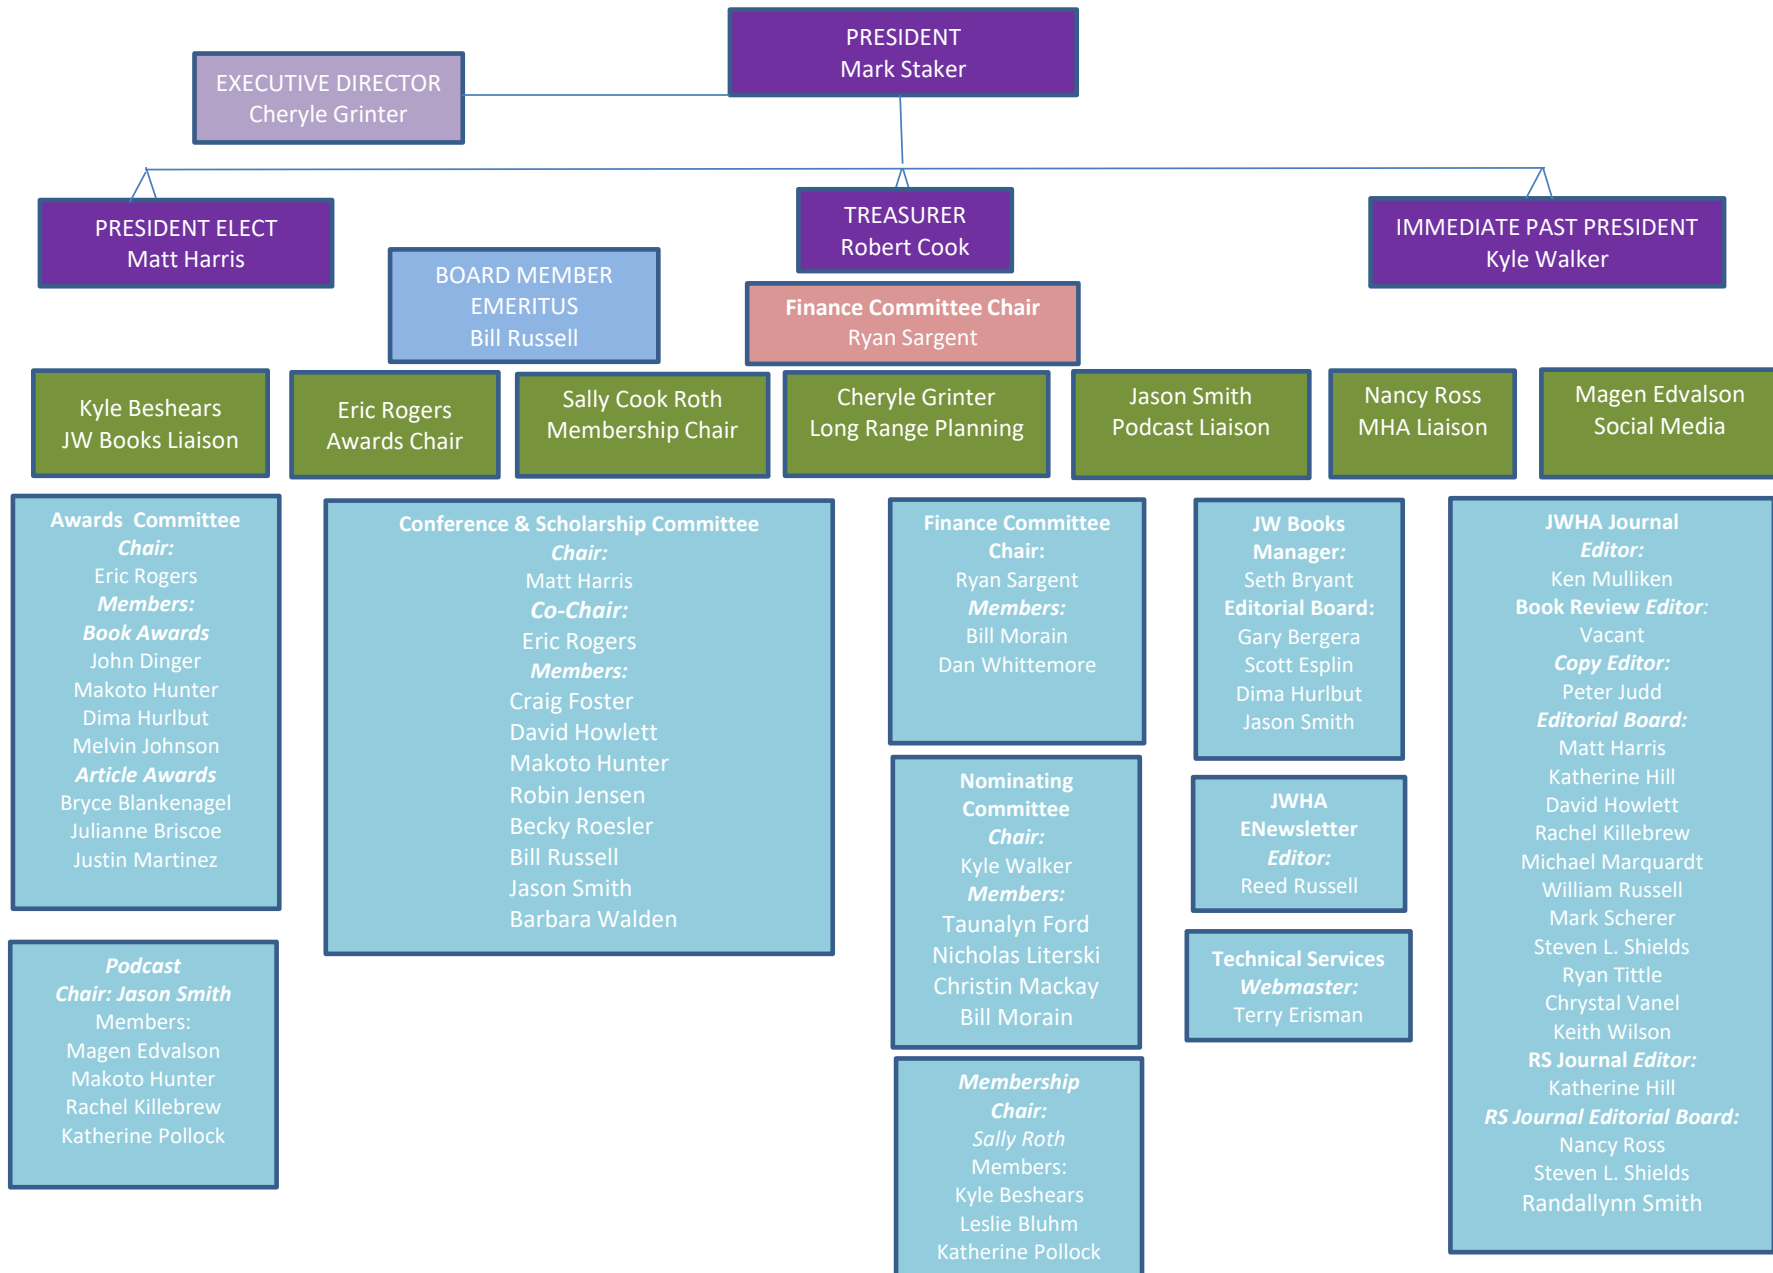 PRESIDENT
Mark Staker
EXECUTIVE DIRECTOR
Cheryle Grinter
PRESIDENT ELECT
Matt Harris
TREASURER
Robert Cook
IMMEDIATE PAST PRESIDENT
Kyle Walker
BOARD MEMBER
EMERITUS
Bill Russell
Finance Committee Chair
Ryan Sargent
Kyle Beshears
JW Books Liaison
Eric Rogers
Awards Chair
Sally Cook Roth
Membership Chair
Cheryle Grinter
Long Range Planning
Jason Smith
Podcast Liaison
Nancy Ross
MHA Liaison
Magen Edvalson
Social Media
Awards  Committee
Chair:
Eric Rogers
Members:
Book Awards
John Dinger
Makoto Hunter
Dima Hurlbut
Melvin Johnson
Article Awards
Bryce Blankenagel
Julianne Briscoe
Justin Martinez
Podcast
Chair: Jason Smith
Members:
Magen Edvalson
Makoto Hunter
Rachel Killebrew
Katherine Pollock
Conference & Scholarship Committee
Chair:
Matt Harris
Co-Chair:
Eric Rogers
Members:
Craig Foster
David Howlett
Makoto Hunter
Robin Jensen
Becky Roesler
Bill Russell
Jason Smith
Barbara Walden
Finance Committee
Chair:
Ryan Sargent
Members:
Bill Morain
Dan Whittemore
Nominating
Committee
Chair:
Kyle Walker
Members:
Taunalyn Ford
Nicholas Literski
Christin Mackay
Bill Morain
Membership
Chair:
Sally Roth
Members:
Kyle Beshears
Leslie Bluhm
Katherine Pollock
JW Books
Manager:
Seth Bryant
Editorial Board:
Gary Bergera
Scott Esplin
Dima Hurlbut
Jason Smith
JWHA
ENewsletter
Editor:
Reed Russell
Technical Services
Webmaster:
Terry Erisman
JWHA Journal
Editor:
Ken Mulliken
Book Review Editor:
Vacant
Copy Editor:
Peter Judd
Editorial Board:
Matt Harris
Katherine Hill
David Howlett
Rachel Killebrew
Michael Marquardt
William Russell
Mark Scherer
Steven L. Shields
Ryan Tittle
Chrystal Vanel
Keith Wilson
RS Journal Editor:
Katherine Hill
RS Journal Editorial Board:
Nancy Ross
Steven L. Shields
Randallynn Smith